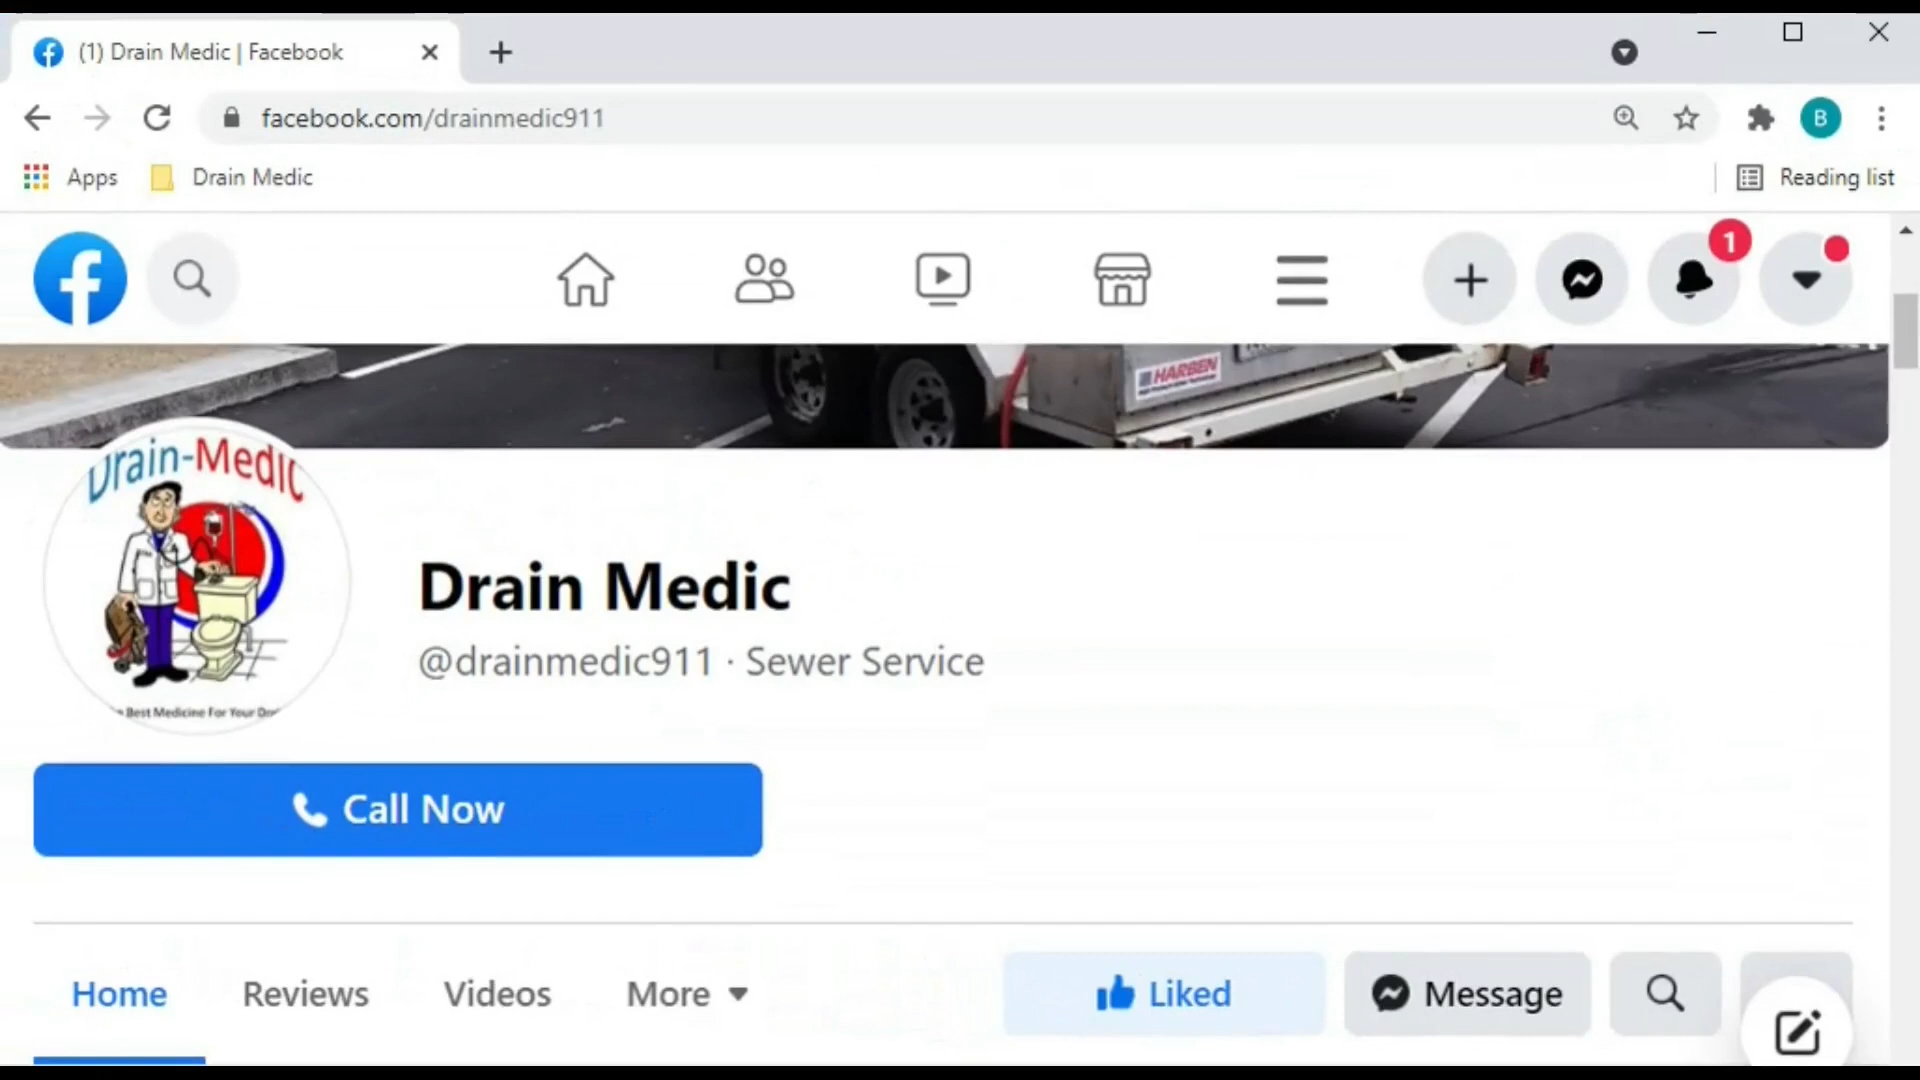 (1) Drain Medic | Facebook
facebook.com/drainmedic911
B
Apps
Drain Medic
Reading list
1
HARBEN
Drain-Medic
Best Medicine For Your
Drain Medic
@drainmedic911 · Sewer Service
Call Now
Home
Reviews
Videos
More
Liked
Message